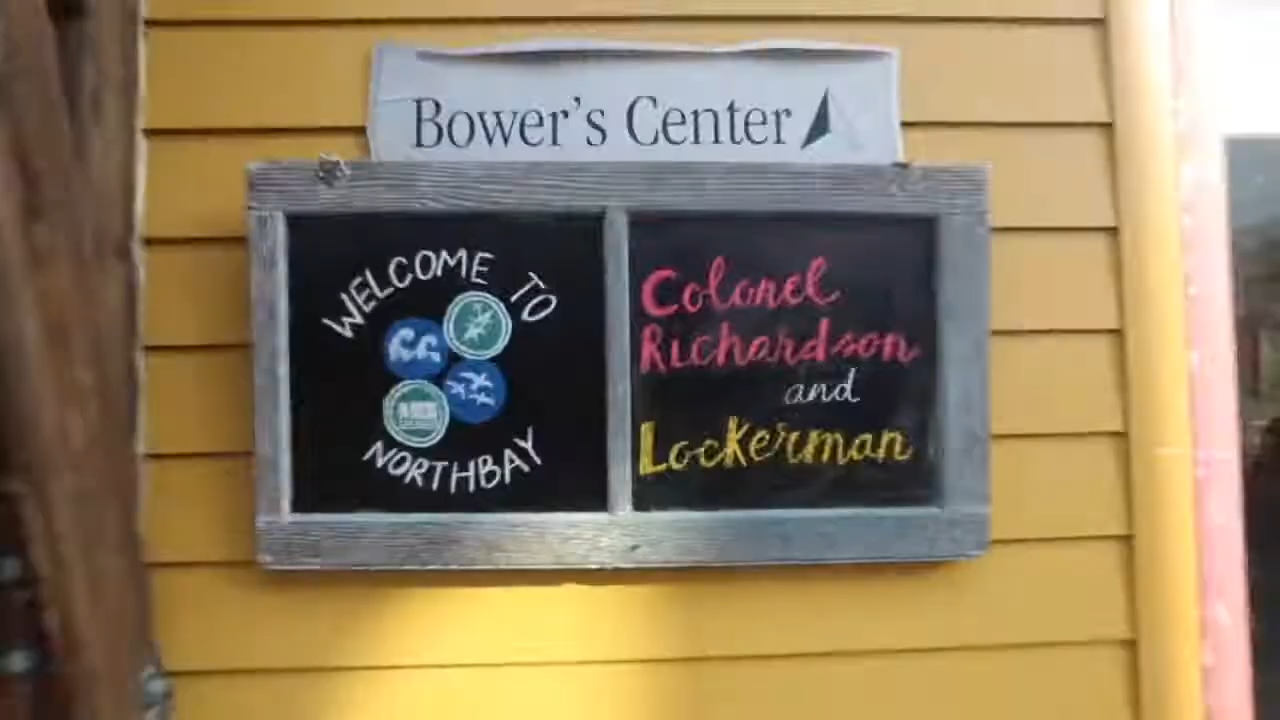 Bower's Center
WELCOME TO
NORTHBAY
Colonel
Richardson
and
Lockerman